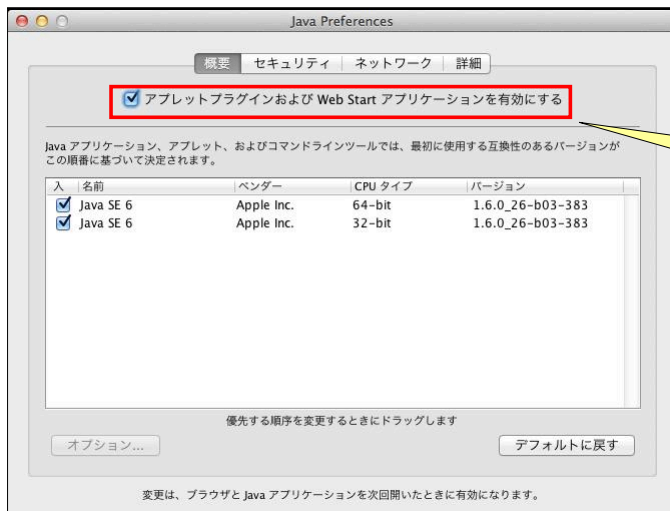 Java Preferences
概要 セキュリティ ネットワーク 詳細
アプレットプラグインおよび Web Start アプリケーションを有効にする
Java アプリケーション、アプレット、およびコマンドラインツールでは、最初に使用する互換性のあるバージョンが
この順番に基づいて決定されます。
入 名前 ベンダー CPU タイプ バージョン
Java SE 6 Apple Inc. 64-bit 1.6.0_26-b03-383
Java SE 6 Apple Inc. 32-bit 1.6.0_26-b03-383
優先する順序を変更するときにドラッグします
オプション... デフォルトに戻す
変更は、ブラウザと Java アプリケーションを次回開いたときに有効になります。